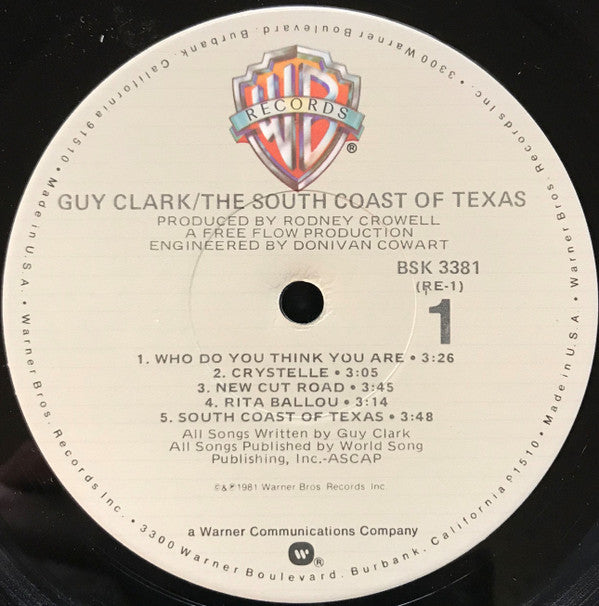 WB
RECORDS
®
GUY CLARK/THE SOUTH COAST OF TEXAS
PRODUCED BY RODNEY CROWELL
A FREE FLOW PRODUCTION
ENGINEERED BY DONIVAN COWART
BSK 3381
(RE-1)
1
1. WHO DO YOU THINK YOU ARE • 3:26
2. CRYSTELLE • 3:05
3. NEW CUT ROAD • 3:45
4. RITA BALLOU • 3:14
5. SOUTH COAST OF TEXAS • 3:48
All Songs Written by Guy Clark
All Songs Published by World Song
Publishing, Inc.-ASCAP
©&℗1981 Warner Bros. Records Inc.
a Warner Communications Company
®
Warner Bros. Records Inc. • 3300 Warner Boulevard, Burbank, California 91510 • Made in U.S.A. • Warner Bros. Records Inc. • 3300 Warner Boulevard, Burbank, California 91510 • Made in U.S.A. •